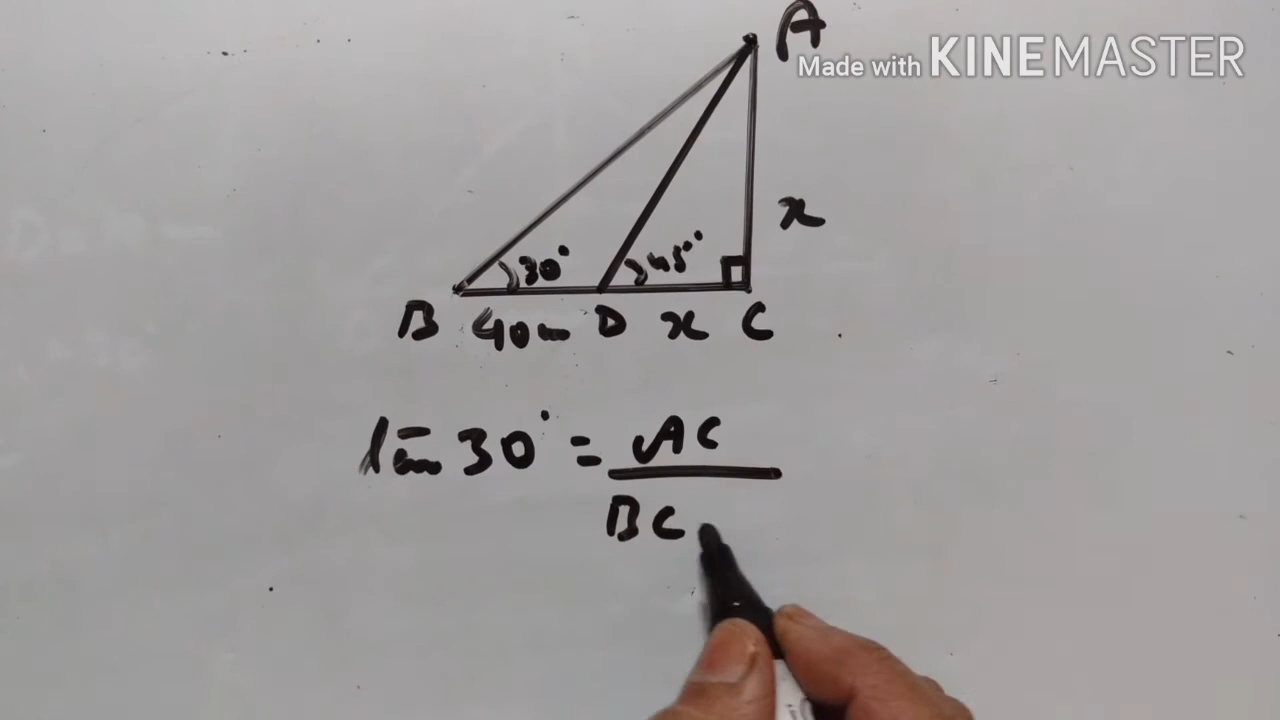 A
Made with KINEMASTER
x
30° 45°
B 40m D x C
tan 30° = AC
BC